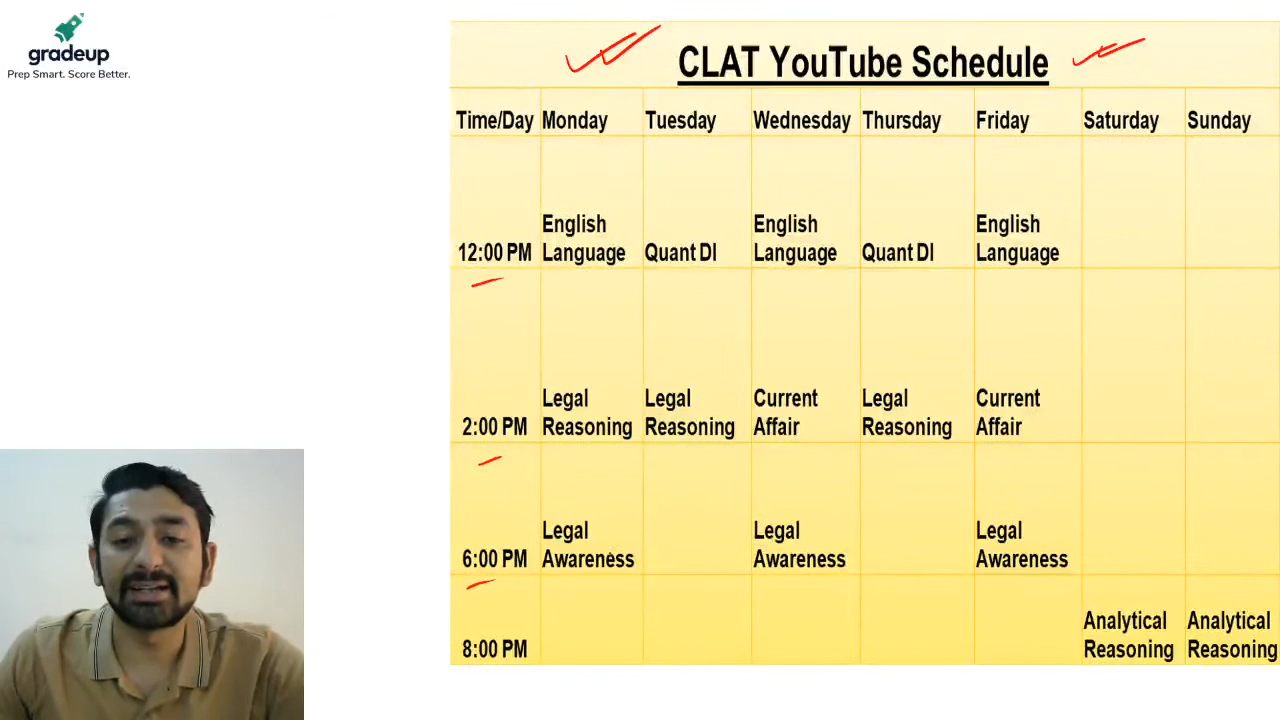 gradeup
Prep Smart. Score Better.
CLAT YouTube Schedule
Time/Day Monday Tuesday Wednesday Thursday Friday Saturday Sunday
English English English
12:00 PM Language Quant DI Language Quant DI Language
Legal Legal Current Legal Current
2:00 PM Reasoning Reasoning Affair Reasoning Affair
Legal Legal Legal
6:00 PM Awareness Awareness Awareness
Analytical Analytical
8:00 PM Reasoning Reasoning